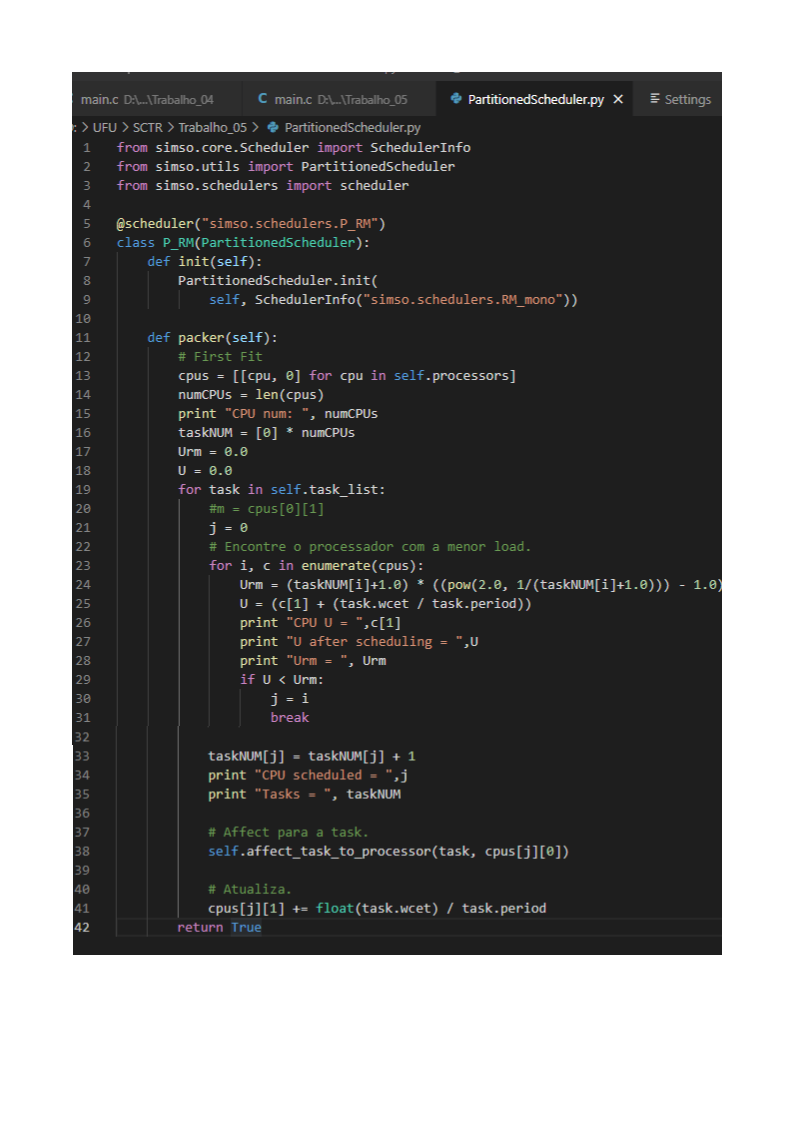 main.c D:\...\Trabalho_04 C main.c D:\...\Trabalho_05 PartitionedScheduler.py × Settings
> UFU > SCTR > Trabalho_05 > PartitionedScheduler.py
1 from simso.core.Scheduler import SchedulerInfo
2 from simso.utils import PartitionedScheduler
3 from simso.schedulers import scheduler
4
5 @scheduler("simso.schedulers.P_RM")
6 class P_RM(PartitionedScheduler):
7     def init(self):
8         PartitionedScheduler.init(
9             self, SchedulerInfo("simso.schedulers.RM_mono"))
10
11     def packer(self):
12         # First Fit
13         cpus = [[cpu, 0] for cpu in self.processors]
14         numCPUs = len(cpus)
15         print "CPU num: ", numCPUs
16         taskNUM = [0] * numCPUs
17         Urm = 0.0
18         U = 0.0
19         for task in self.task_list:
20             #m = cpus[0][1]
21             j = 0
22             # Encontre o processador com a menor load.
23             for i, c in enumerate(cpus):
24                 Urm = (taskNUM[i]+1.0) * ((pow(2.0, 1/(taskNUM[i]+1.0))) - 1.0)
25                 U = (c[1] + (task.wcet / task.period))
26                 print "CPU U = ",c[1]
27                 print "U after scheduling = ",U
28                 print "Urm = ", Urm
29                 if U < Urm:
30                     j = i
31                     break
32
33             taskNUM[j] = taskNUM[j] + 1
34             print "CPU scheduled = ",j
35             print "Tasks = ", taskNUM
36
37             # Affect para a task.
38             self.affect_task_to_processor(task, cpus[j][0])
39
40             # Atualiza.
41             cpus[j][1] += float(task.wcet) / task.period
42         return True